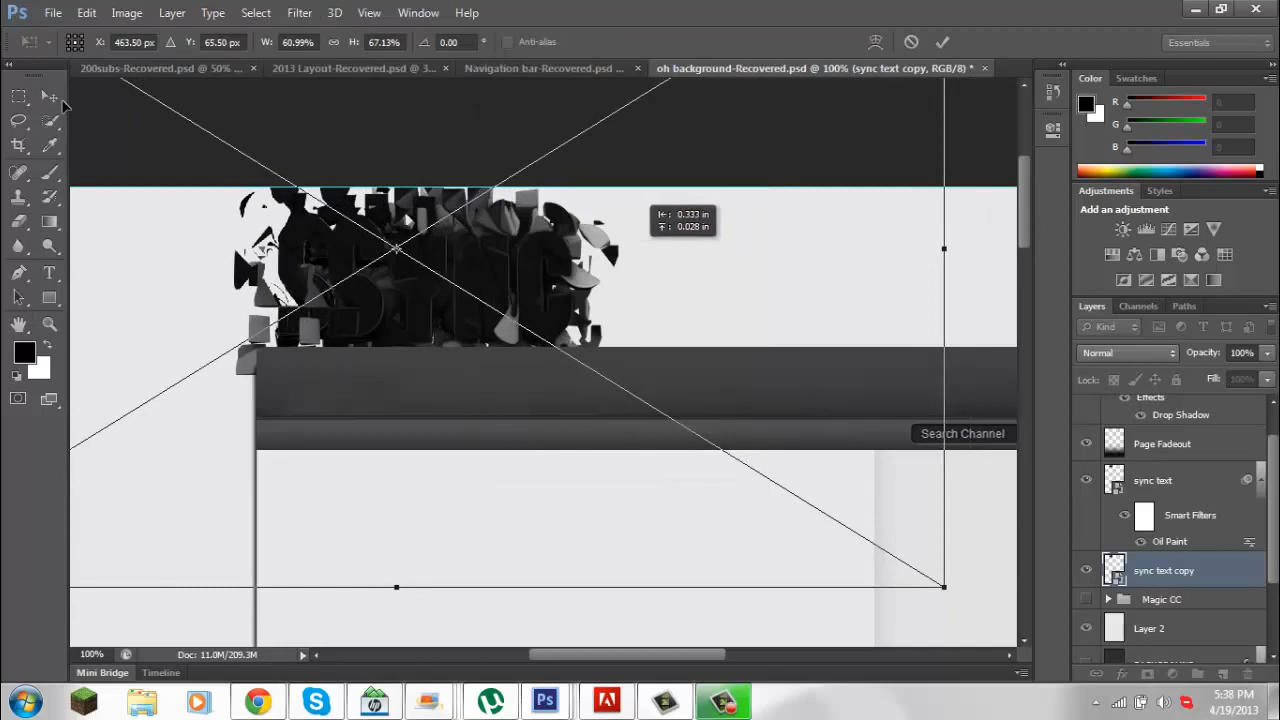 Ps File Edit Image Layer Type Select Filter 3D View Window Help
X: 463.50 px Y: 65.50 px W: 60.99% H: 67.13% 0.00 ° Anti-alias Essentials
200subs-Recovered.psd @ 50% ... × 2013 Layout-Recovered.psd @ 3... × Navigation bar-Recovered.psd ... × oh background-Recovered.psd @ 100% (sync text copy, RGB/8) * ×
Color Swatches
R 0
G 0
B 0
Adjustments Styles
Add an adjustment
0.333 in
0.028 in
SYNC
Search Channel
Layers Channels Paths
Kind
Normal Opacity: 100%
Lock: Fill: 100%
Effects
Drop Shadow
Page Fadeout
sync text
Smart Filters
Oil Paint
sync text copy
Magic CC
Layer 2
100% Doc: 11.0M/209.3M
Mini Bridge Timeline
5:38 PM
4/19/2013